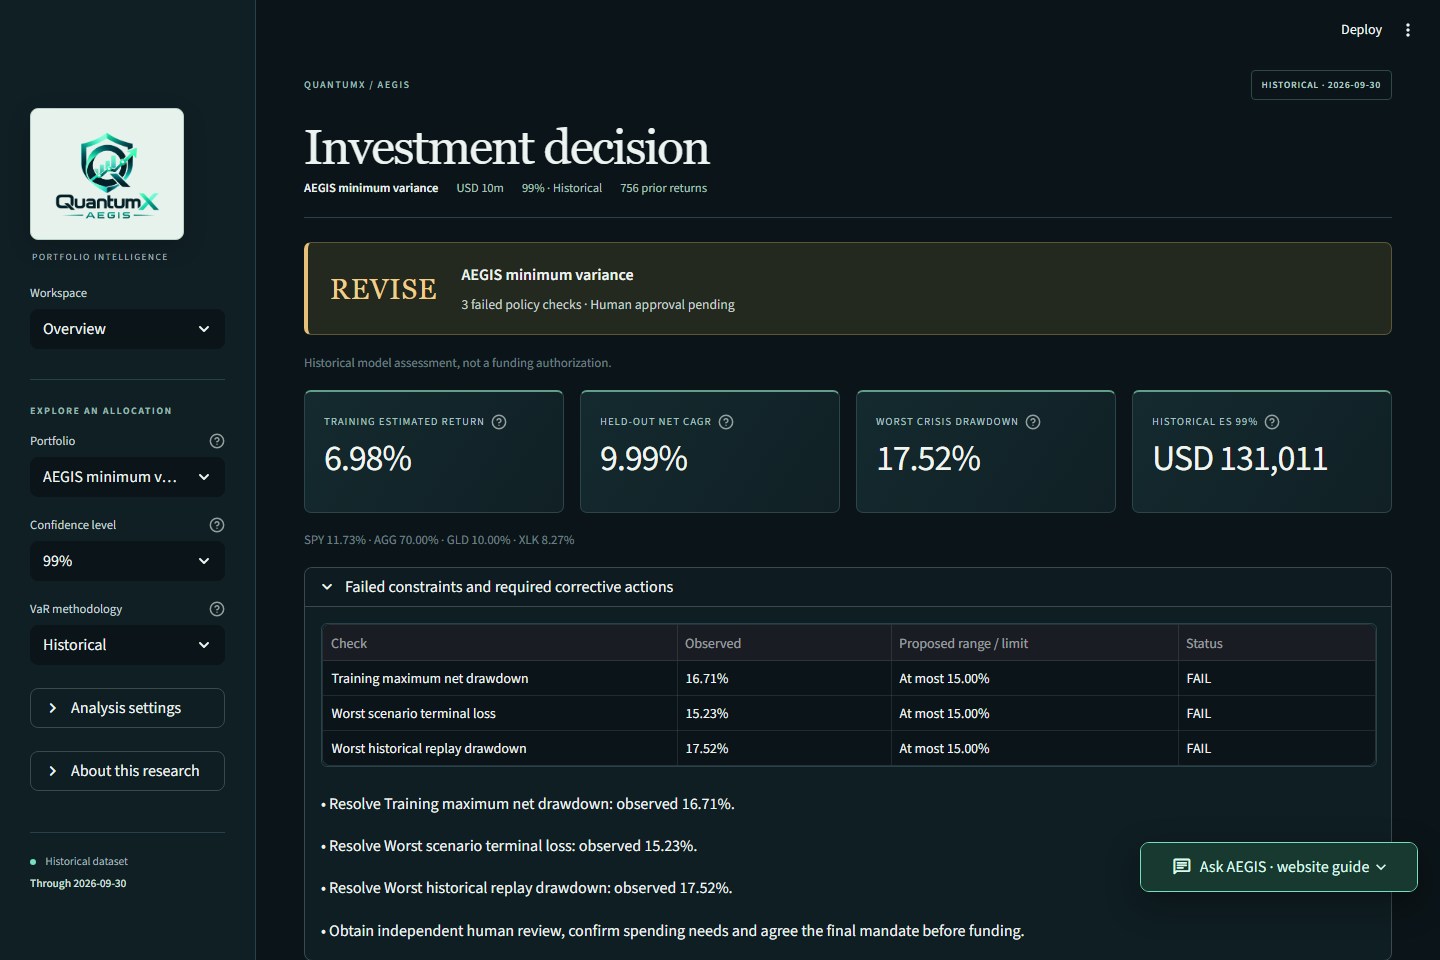 Deploy
QuantumX
AEGIS
PORTFOLIO INTELLIGENCE
Workspace
Overview
EXPLORE AN ALLOCATION
Portfolio
AEGIS minimum v...
Confidence level
99%
VaR methodology
Historical
Analysis settings
About this research
Historical dataset
Through 2026-09-30
QUANTUMX / AEGIS
HISTORICAL · 2026-09-30
Investment decision
AEGIS minimum variance USD 10m 99% · Historical 756 prior returns
REVISE
AEGIS minimum variance
3 failed policy checks · Human approval pending
Historical model assessment, not a funding authorization.
TRAINING ESTIMATED RETURN
6.98%
HELD-OUT NET CAGR
9.99%
WORST CRISIS DRAWDOWN
17.52%
HISTORICAL ES 99%
USD 131,011
SPY 11.73% · AGG 70.00% · GLD 10.00% · XLK 8.27%
Failed constraints and required corrective actions
Check Observed Proposed range / limit Status
Training maximum net drawdown 16.71% At most 15.00% FAIL
Worst scenario terminal loss 15.23% At most 15.00% FAIL
Worst historical replay drawdown 17.52% At most 15.00% FAIL
• Resolve Training maximum net drawdown: observed 16.71%.
• Resolve Worst scenario terminal loss: observed 15.23%.
• Resolve Worst historical replay drawdown: observed 17.52%.
• Obtain independent human review, confirm spending needs and agree the final mandate before funding.
Ask AEGIS · website guide